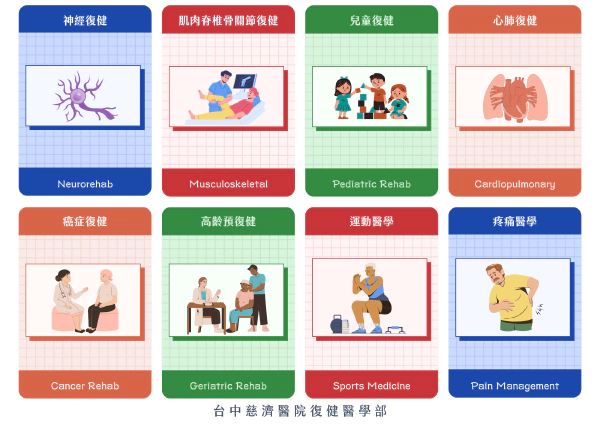 神經復健
肌肉脊椎骨關節復健
兒童復健
心肺復健
Neurorehab
Musculoskeletal
Pediatric Rehab
Cardiopulmonary
癌症復健
高齡預復健
運動醫學
疼痛醫學
Cancer Rehab
Geriatric Rehab
Sports Medicine
Pain Management
台中慈濟醫院復健醫學部